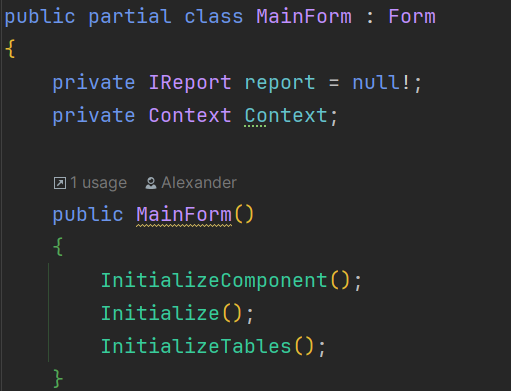 public partial class MainForm : Form
{
    private IReport report = null!;
    private Context Context;
    1 usage   Alexander
    public MainForm()
    {
        InitializeComponent();
        Initialize();
        InitializeTables();
    }